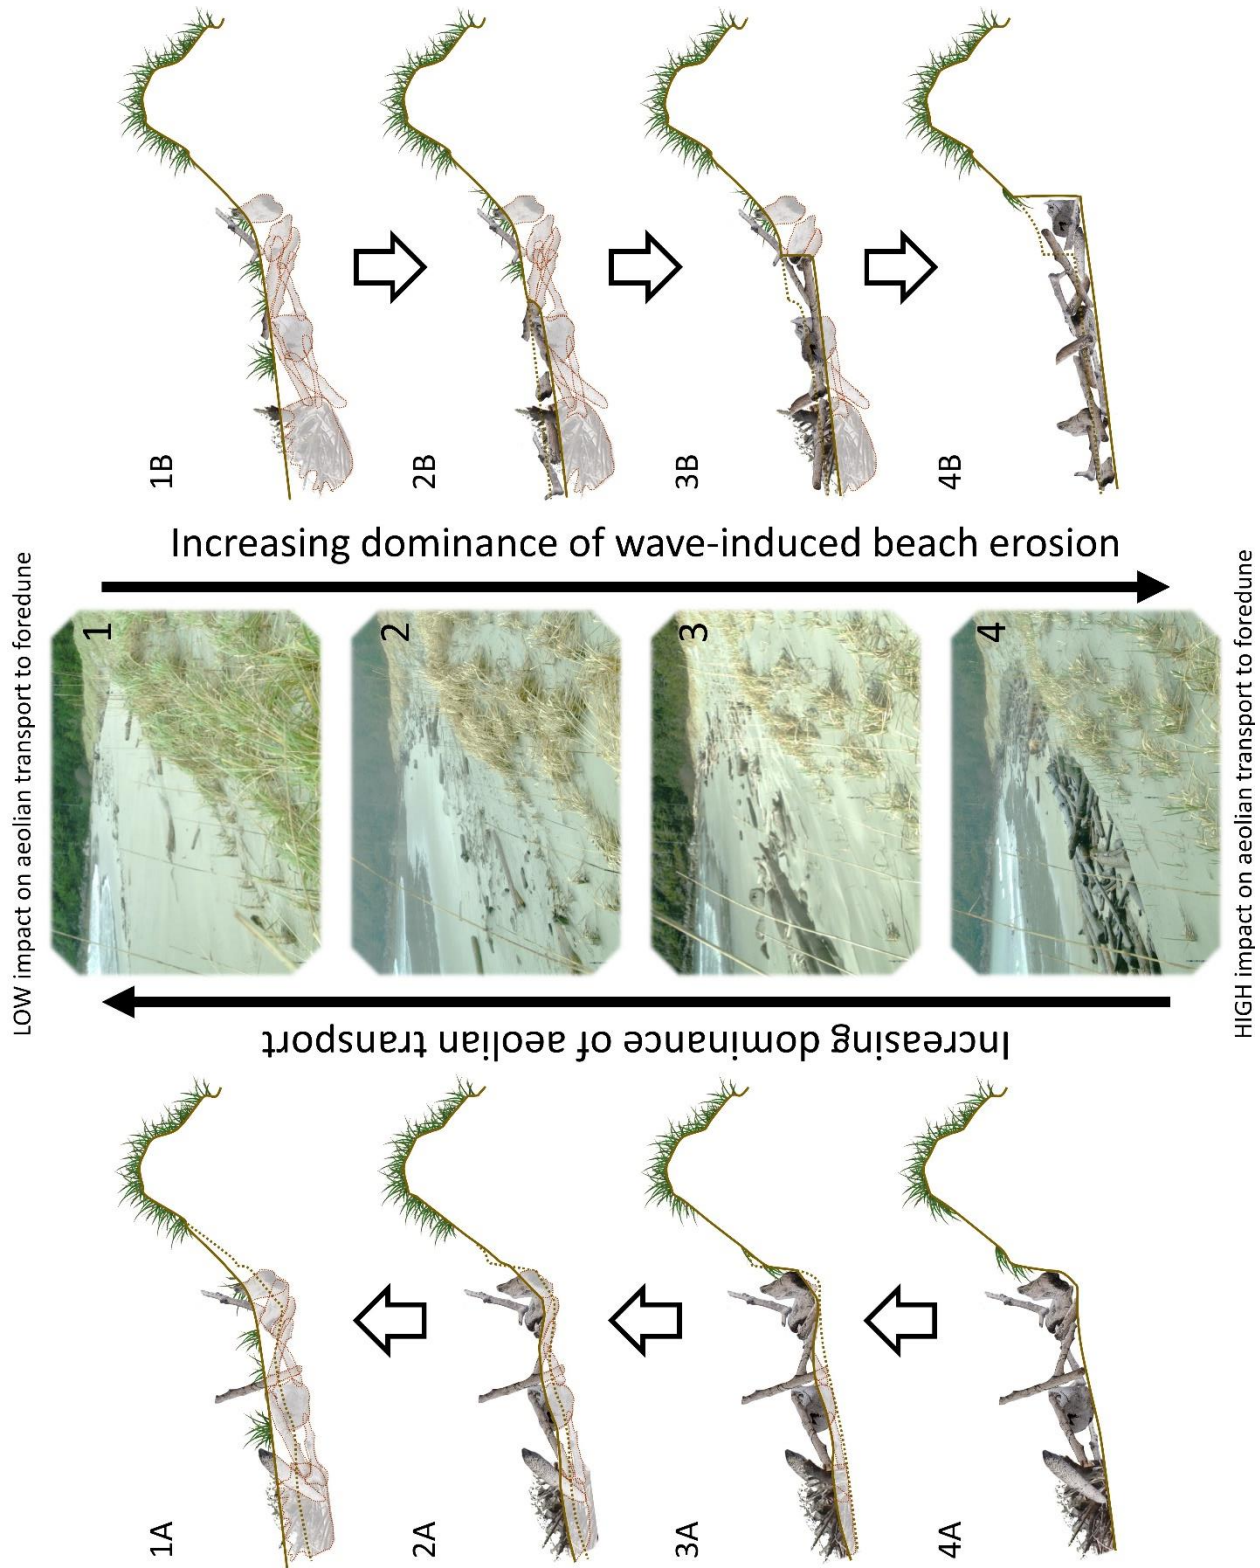 LOW impact on aeolian transport to foredune
1A
2A
3A
4A
Increasing dominance of aeolian transport
1
2
3
4
Increasing dominance of wave-induced beach erosion
1B
2B
3B
4B
HIGH impact on aeolian transport to foredune